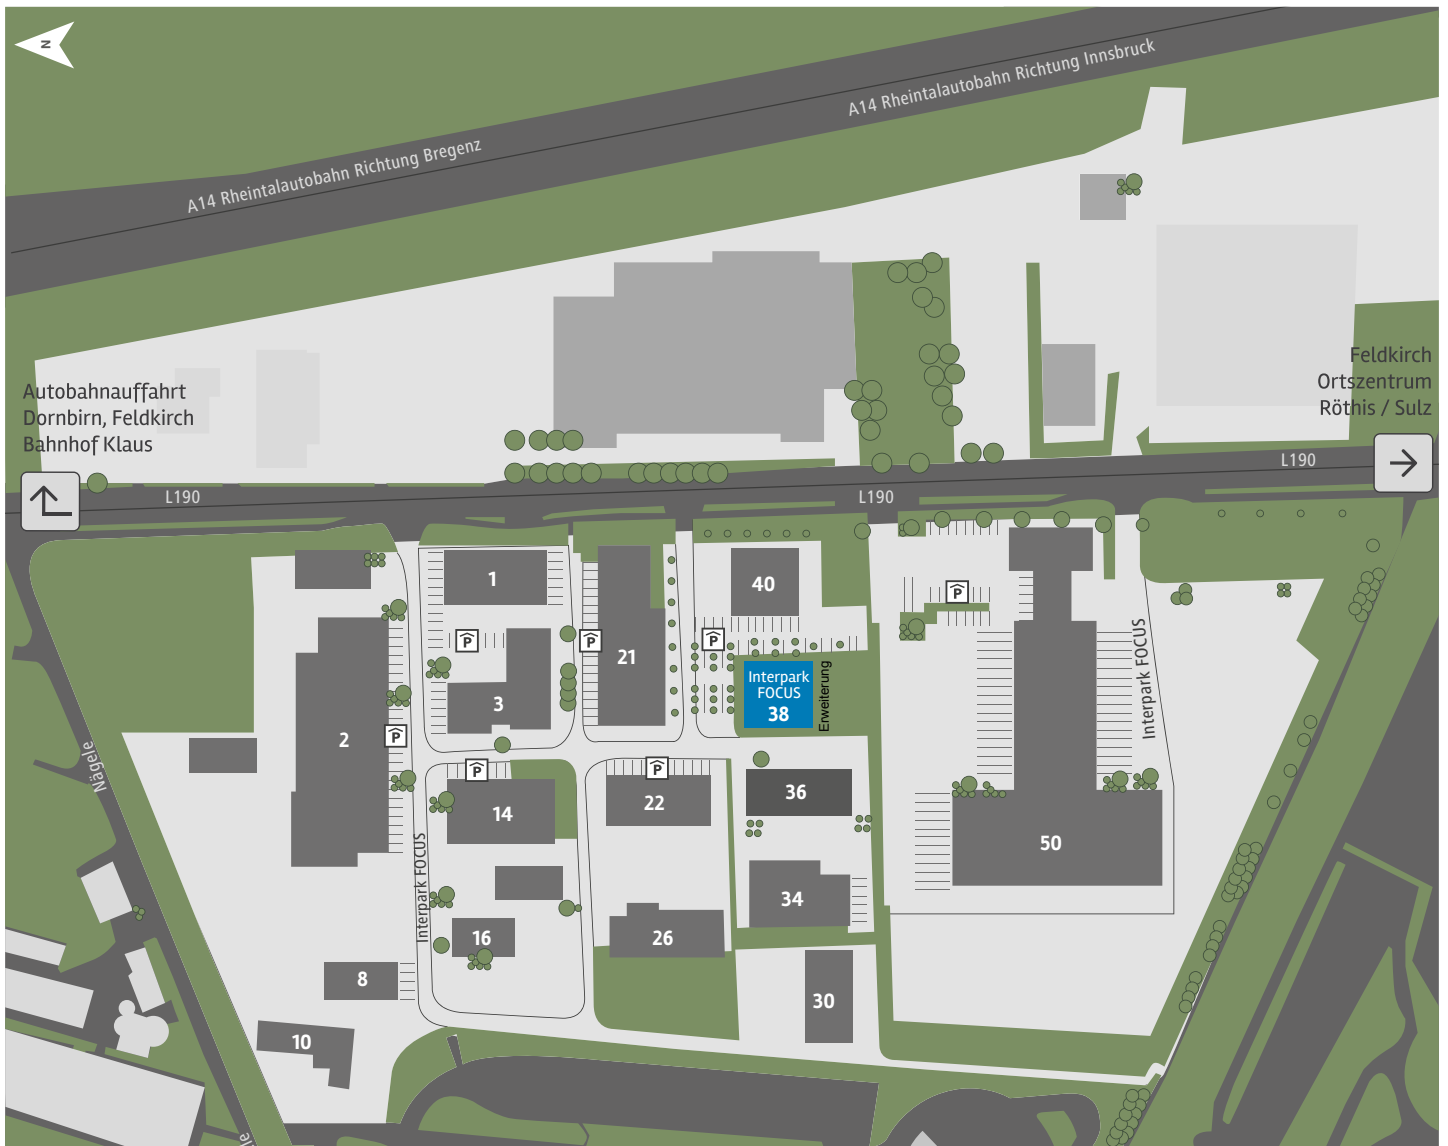 N
A14 Rheintalautobahn Richtung Innsbruck
A14 Rheintalautobahn Richtung Bregenz
Autobahnauffahrt
Dornbirn, Feldkirch
Bahnhof Klaus
Feldkirch
Ortszentrum
Röthis / Sulz
L190
L190
L190
1
40
P
P
P
P
21
Interpark
FOCUS
38
Erweiterung
Interpark FOCUS
3
2
P
Nägele
P
P
14
22
36
50
Interpark FOCUS
34
16
26
8
30
10
le